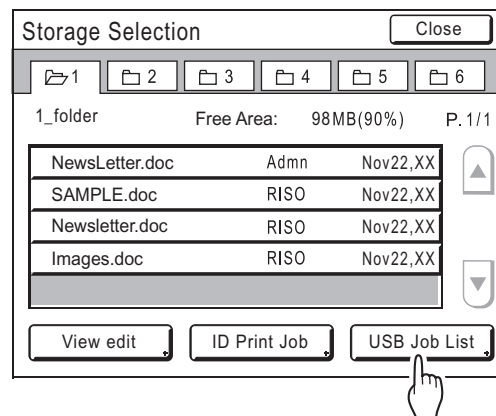 Storage Selection Close
1 2 3 4 5 6
1_folder Free Area: 98MB(90%) P. 1/1
NewsLetter.doc Admn Nov22,XX
SAMPLE.doc RISO Nov22,XX
Newsletter.doc RISO Nov22,XX
Images.doc RISO Nov22,XX
View edit ID Print Job USB Job List